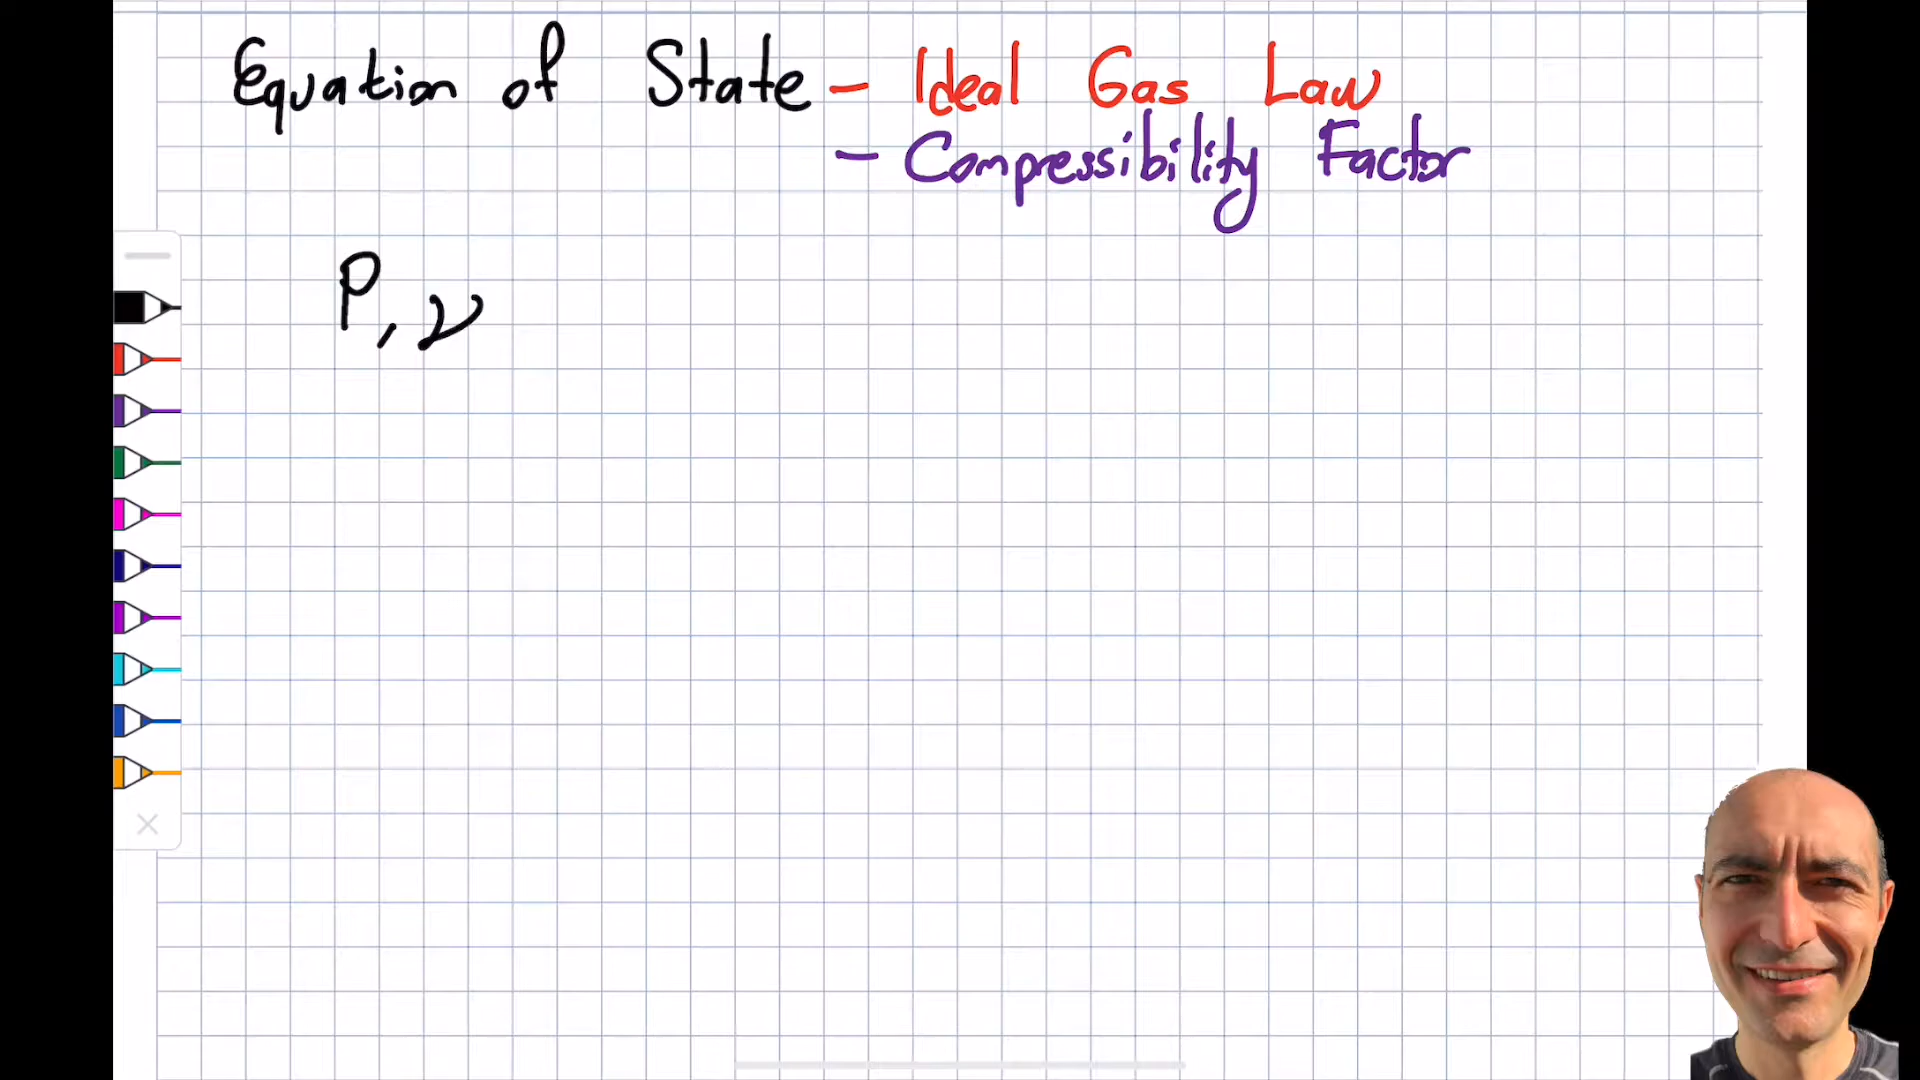 Equation of State - Ideal Gas Law
- Compressibility Factor
P, ν